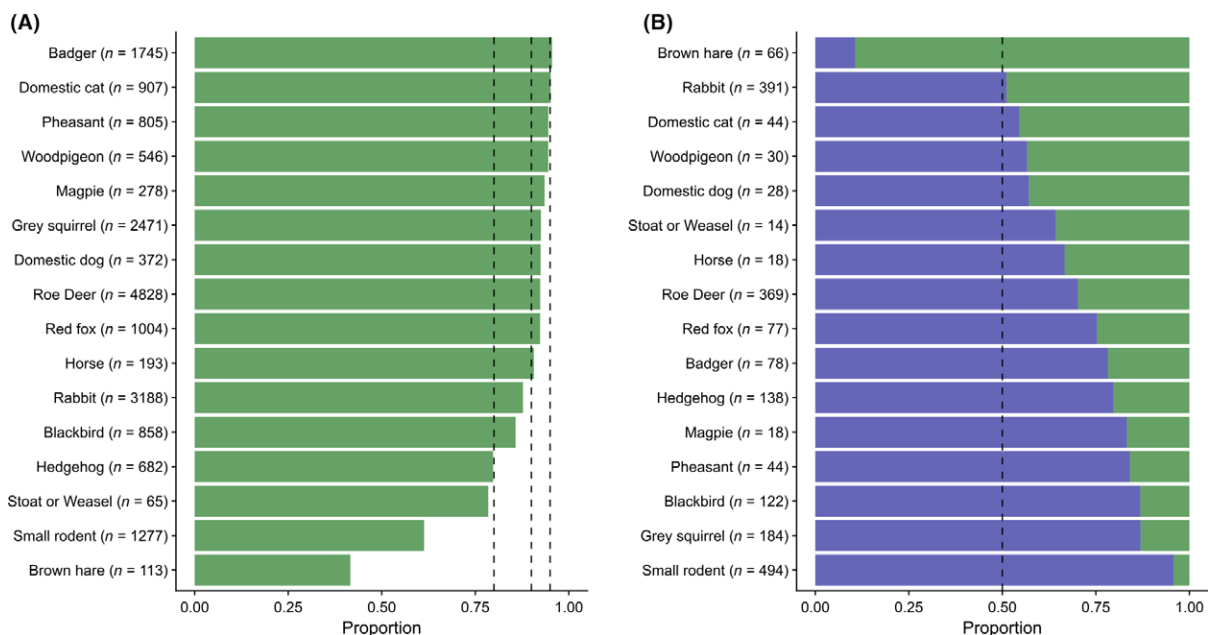 (A)
Badger (n = 1745)
Domestic cat (n = 907)
Pheasant (n = 805)
Woodpigeon (n = 546)
Magpie (n = 278)
Grey squirrel (n = 2471)
Domestic dog (n = 372)
Roe Deer (n = 4828)
Red fox (n = 1004)
Horse (n = 193)
Rabbit (n = 3188)
Blackbird (n = 858)
Hedgehog (n = 682)
Stoat or Weasel (n = 65)
Small rodent (n = 1277)
Brown hare (n = 113)
0.00 0.25 0.50 0.75 1.00
Proportion
(B)
Brown hare (n = 66)
Rabbit (n = 391)
Domestic cat (n = 44)
Woodpigeon (n = 30)
Domestic dog (n = 28)
Stoat or Weasel (n = 14)
Horse (n = 18)
Roe Deer (n = 369)
Red fox (n = 77)
Badger (n = 78)
Hedgehog (n = 138)
Magpie (n = 18)
Pheasant (n = 44)
Blackbird (n = 122)
Grey squirrel (n = 184)
Small rodent (n = 494)
0.00 0.25 0.50 0.75 1.00
Proportion